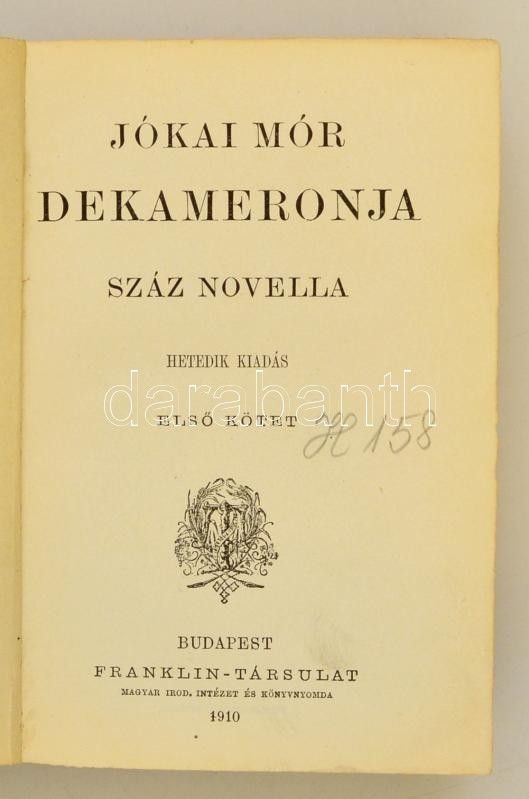 JÓKAI MÓR
DEKAMERONJA
SZÁZ NOVELLA
HETEDIK KIADÁS
darabanth
ELSŐ KÖTET
H 158
BUDAPEST
FRANKLIN-TÁRSULAT
MAGYAR IROD. INTÉZET ÉS KÖNYVNYOMDA
1910